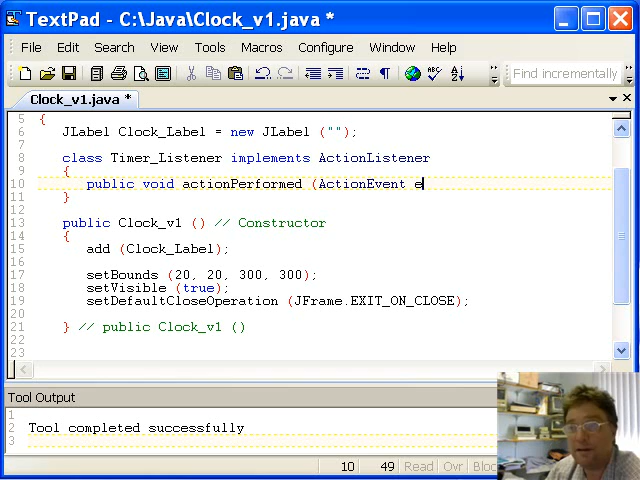 TextPad - C:\Java\Clock_v1.java *
File Edit Search View Tools Macros Configure Window Help
Find incrementally
Clock_v1.java *
5 {
6 JLabel Clock_Label = new JLabel ("");
7
8 class Timer_Listener implements ActionListener
9 {
10 public void actionPerformed (ActionEvent e
11 }
12
13 public Clock_v1 () // Constructor
14 {
15 add (Clock_Label);
16
17 setBounds (20, 20, 300, 300);
18 setVisible (true);
19 setDefaultCloseOperation (JFrame.EXIT_ON_CLOSE);
20
21 } // public Clock_v1 ()
22
23
Tool Output
1
2 Tool completed successfully
3
10 49 Read Ovr Bloc